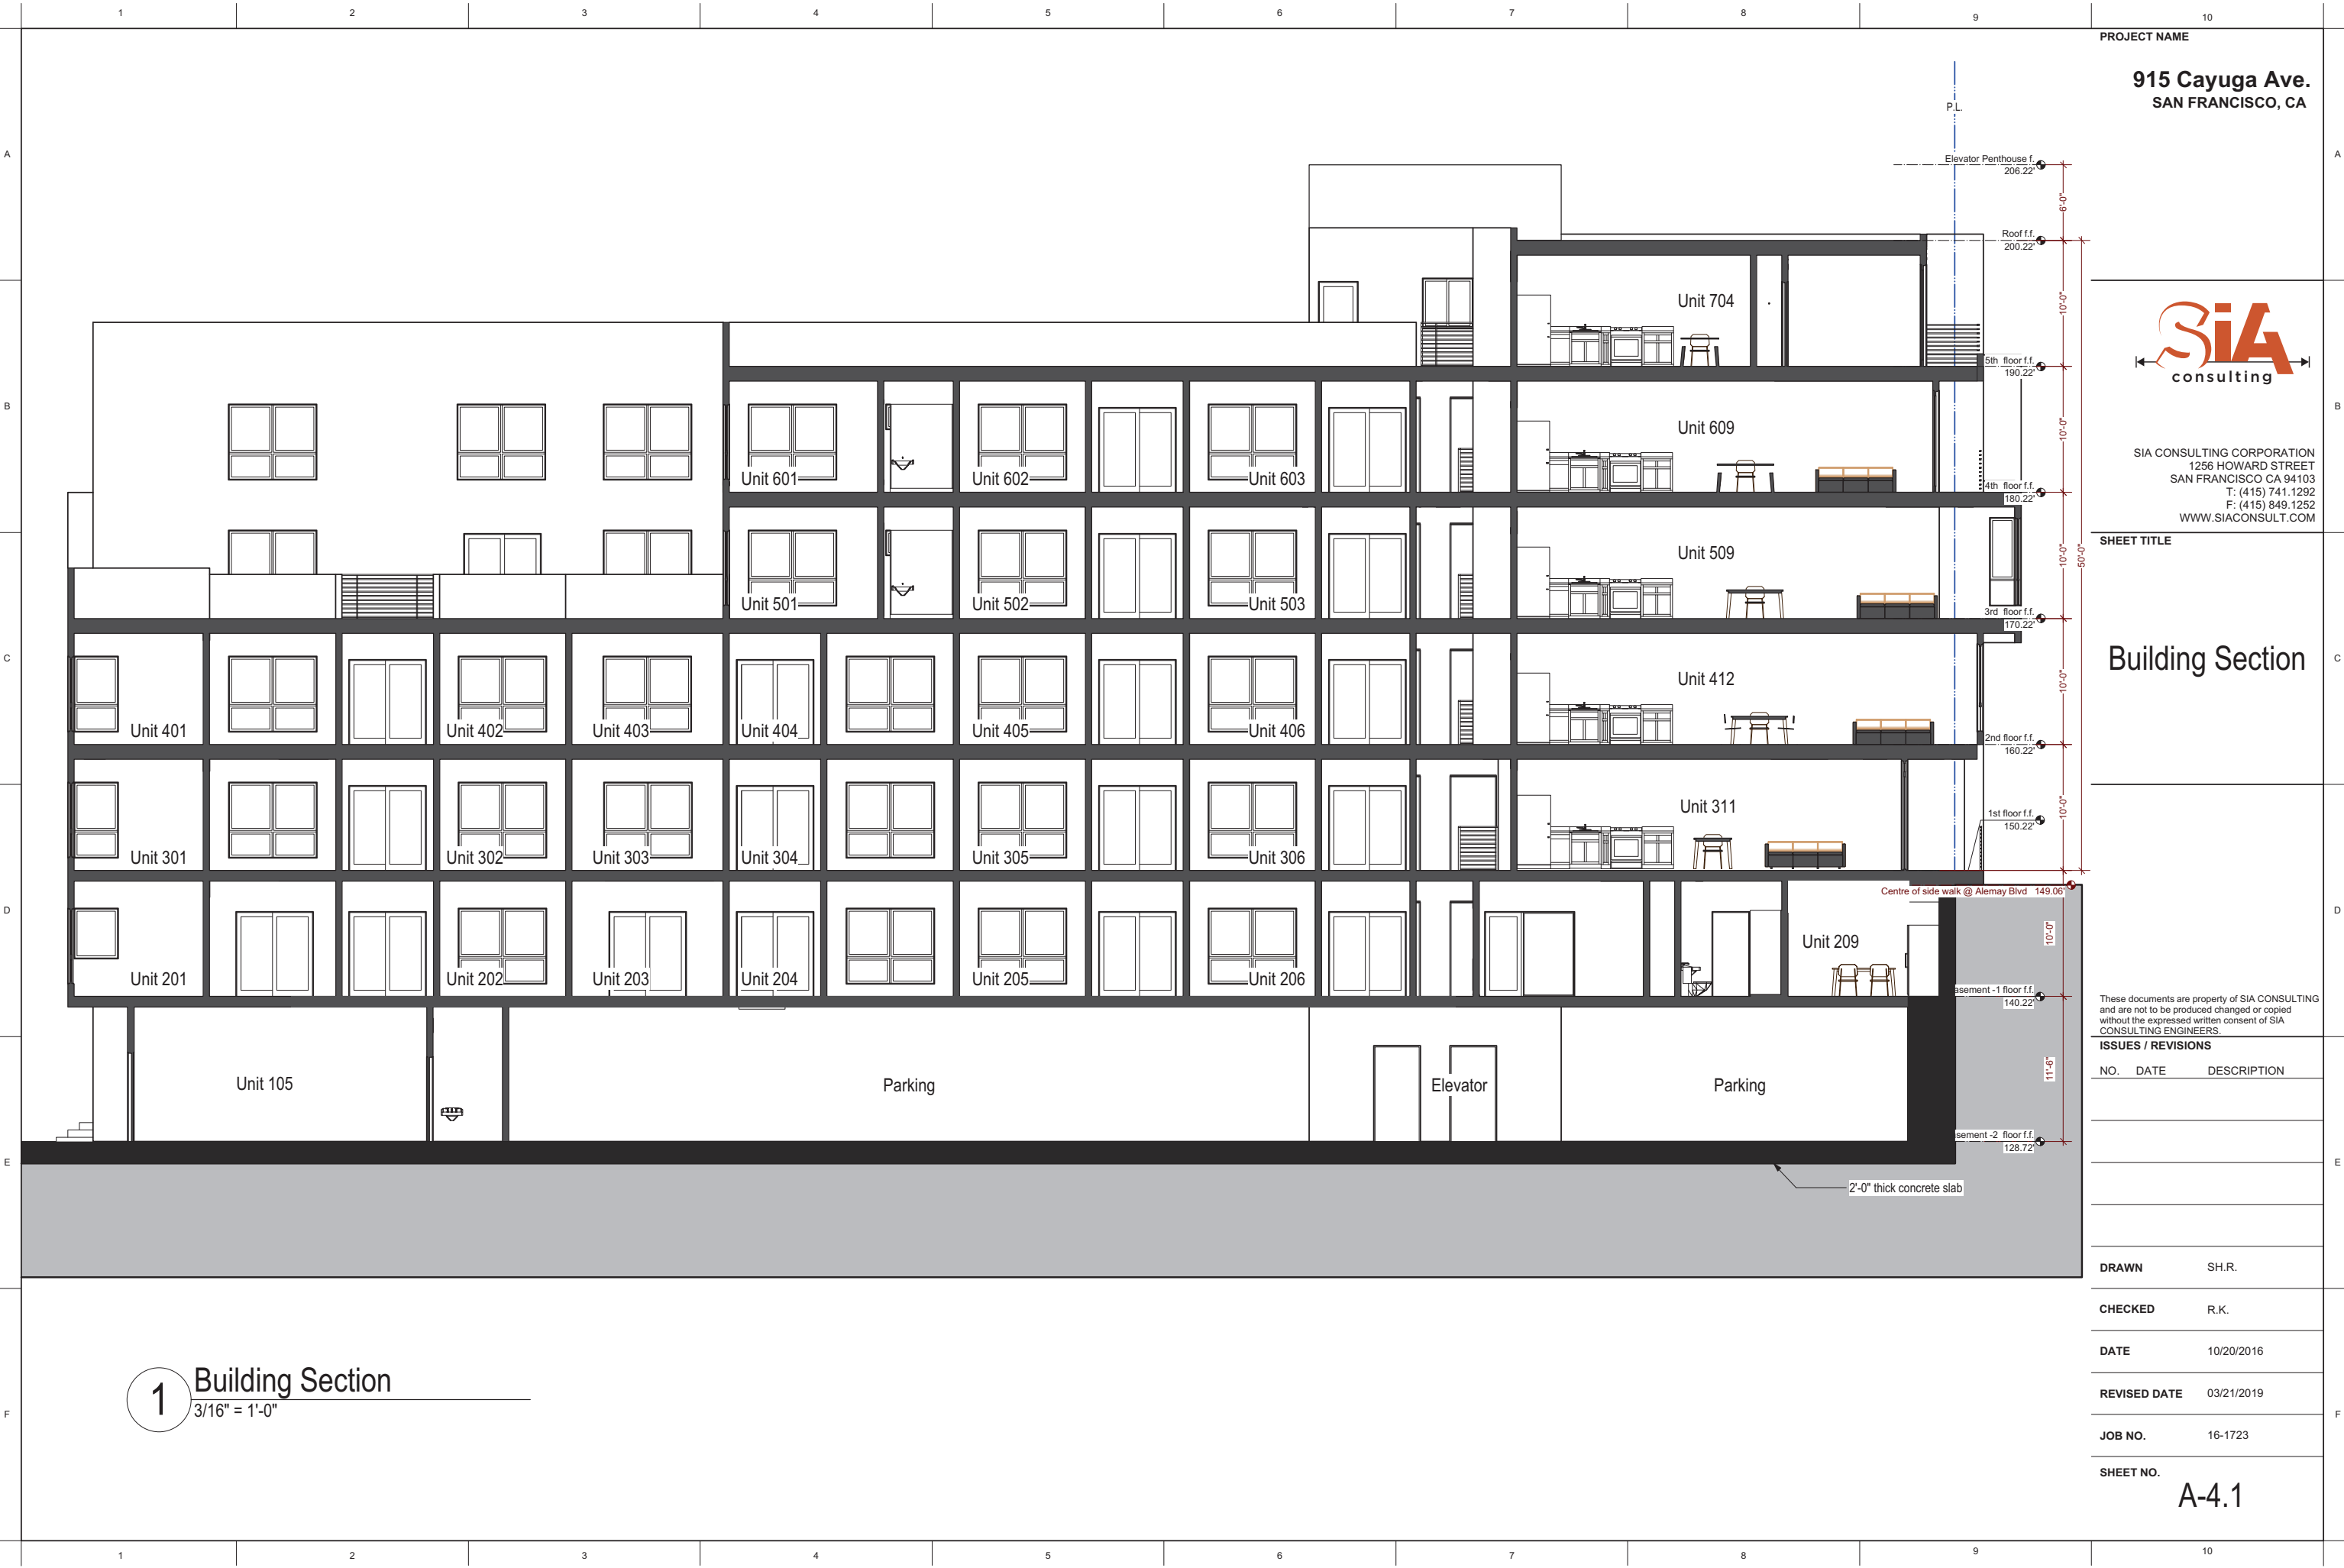 1 2 3 4 5 6 7 8 9 10
A
B
C
D
E
F
P.L.
Elevator Penthouse f.
206.22'
6'-0"
Roof f.f.
200.22'
10'-0"
5th floor f.f.
190.22'
10'-0"
4th floor f.f.
180.22'
10'-0"
50'-0"
3rd floor f.f.
170.22'
10'-0"
2nd floor f.f.
160.22'
10'-0"
1st floor f.f.
150.22'
Centre of side walk @ Alemay Blvd 149.06'
10'-0"
asement -1 floor f.f.
140.22'
11'-6"
sement -2 floor f.f.
128.72'
2'-0" thick concrete slab
Unit 704
Unit 601 Unit 602 Unit 603 Unit 609
Unit 501 Unit 502 Unit 503 Unit 509
Unit 401 Unit 402 Unit 403 Unit 404 Unit 405 Unit 406 Unit 412
Unit 301 Unit 302 Unit 303 Unit 304 Unit 305 Unit 306 Unit 311
Unit 201 Unit 202 Unit 203 Unit 204 Unit 205 Unit 206 Unit 209
Unit 105 Parking Elevator Parking
1 Building Section
3/16" = 1'-0"
PROJECT NAME
915 Cayuga Ave.
SAN FRANCISCO, CA
SiA
consulting
SIA CONSULTING CORPORATION
1256 HOWARD STREET
SAN FRANCISCO CA 94103
T: (415) 741.1292
F: (415) 849.1252
WWW.SIACONSULT.COM
SHEET TITLE
Building Section
These documents are property of SIA CONSULTING
and are not to be produced changed or copied
without the expressed written consent of SIA
CONSULTING ENGINEERS.
ISSUES / REVISIONS
NO. DATE DESCRIPTION
DRAWN SH.R.
CHECKED R.K.
DATE 10/20/2016
REVISED DATE 03/21/2019
JOB NO. 16-1723
SHEET NO.
A-4.1
A
B
C
D
E
F
1 2 3 4 5 6 7 8 9 10